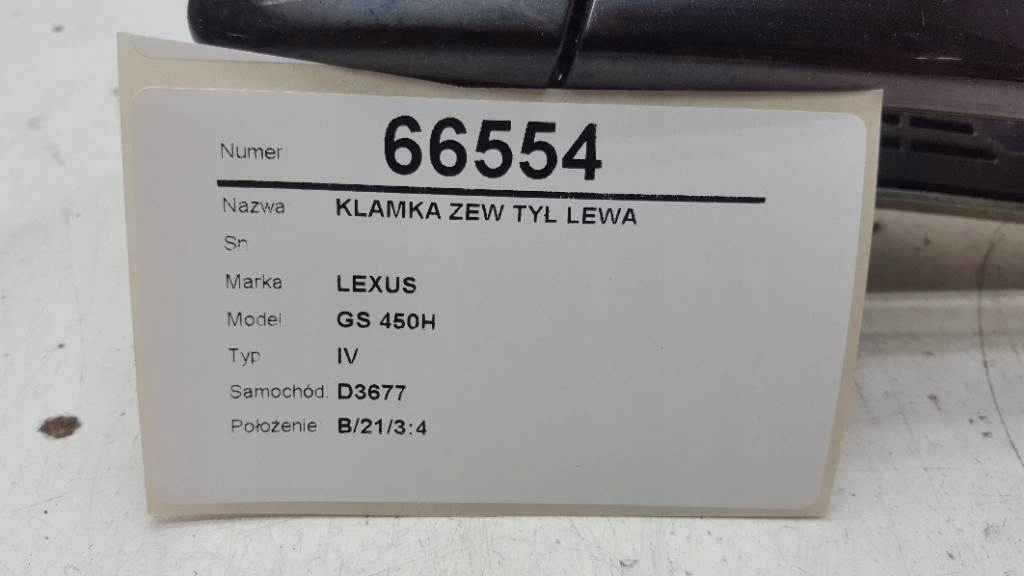 Numer 66554
Nazwa KLAMKA ZEW TYŁ LEWA
Sn
Marka LEXUS
Model GS 450H
Typ IV
Samochód: D3677
Położenie B/21/3:4